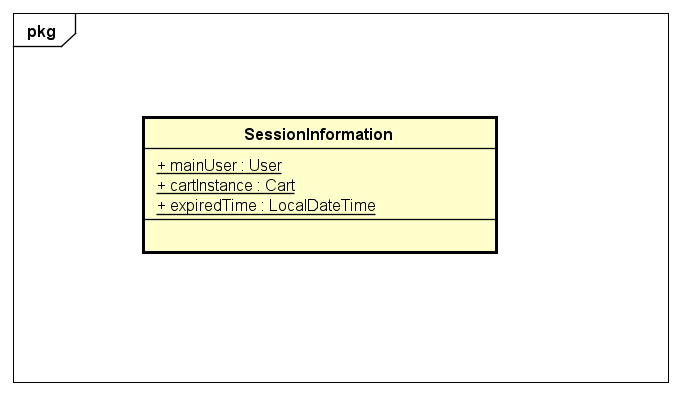 pkg
SessionInformation
+ mainUser : User
+ cartInstance : Cart
+ expiredTime : LocalDateTime